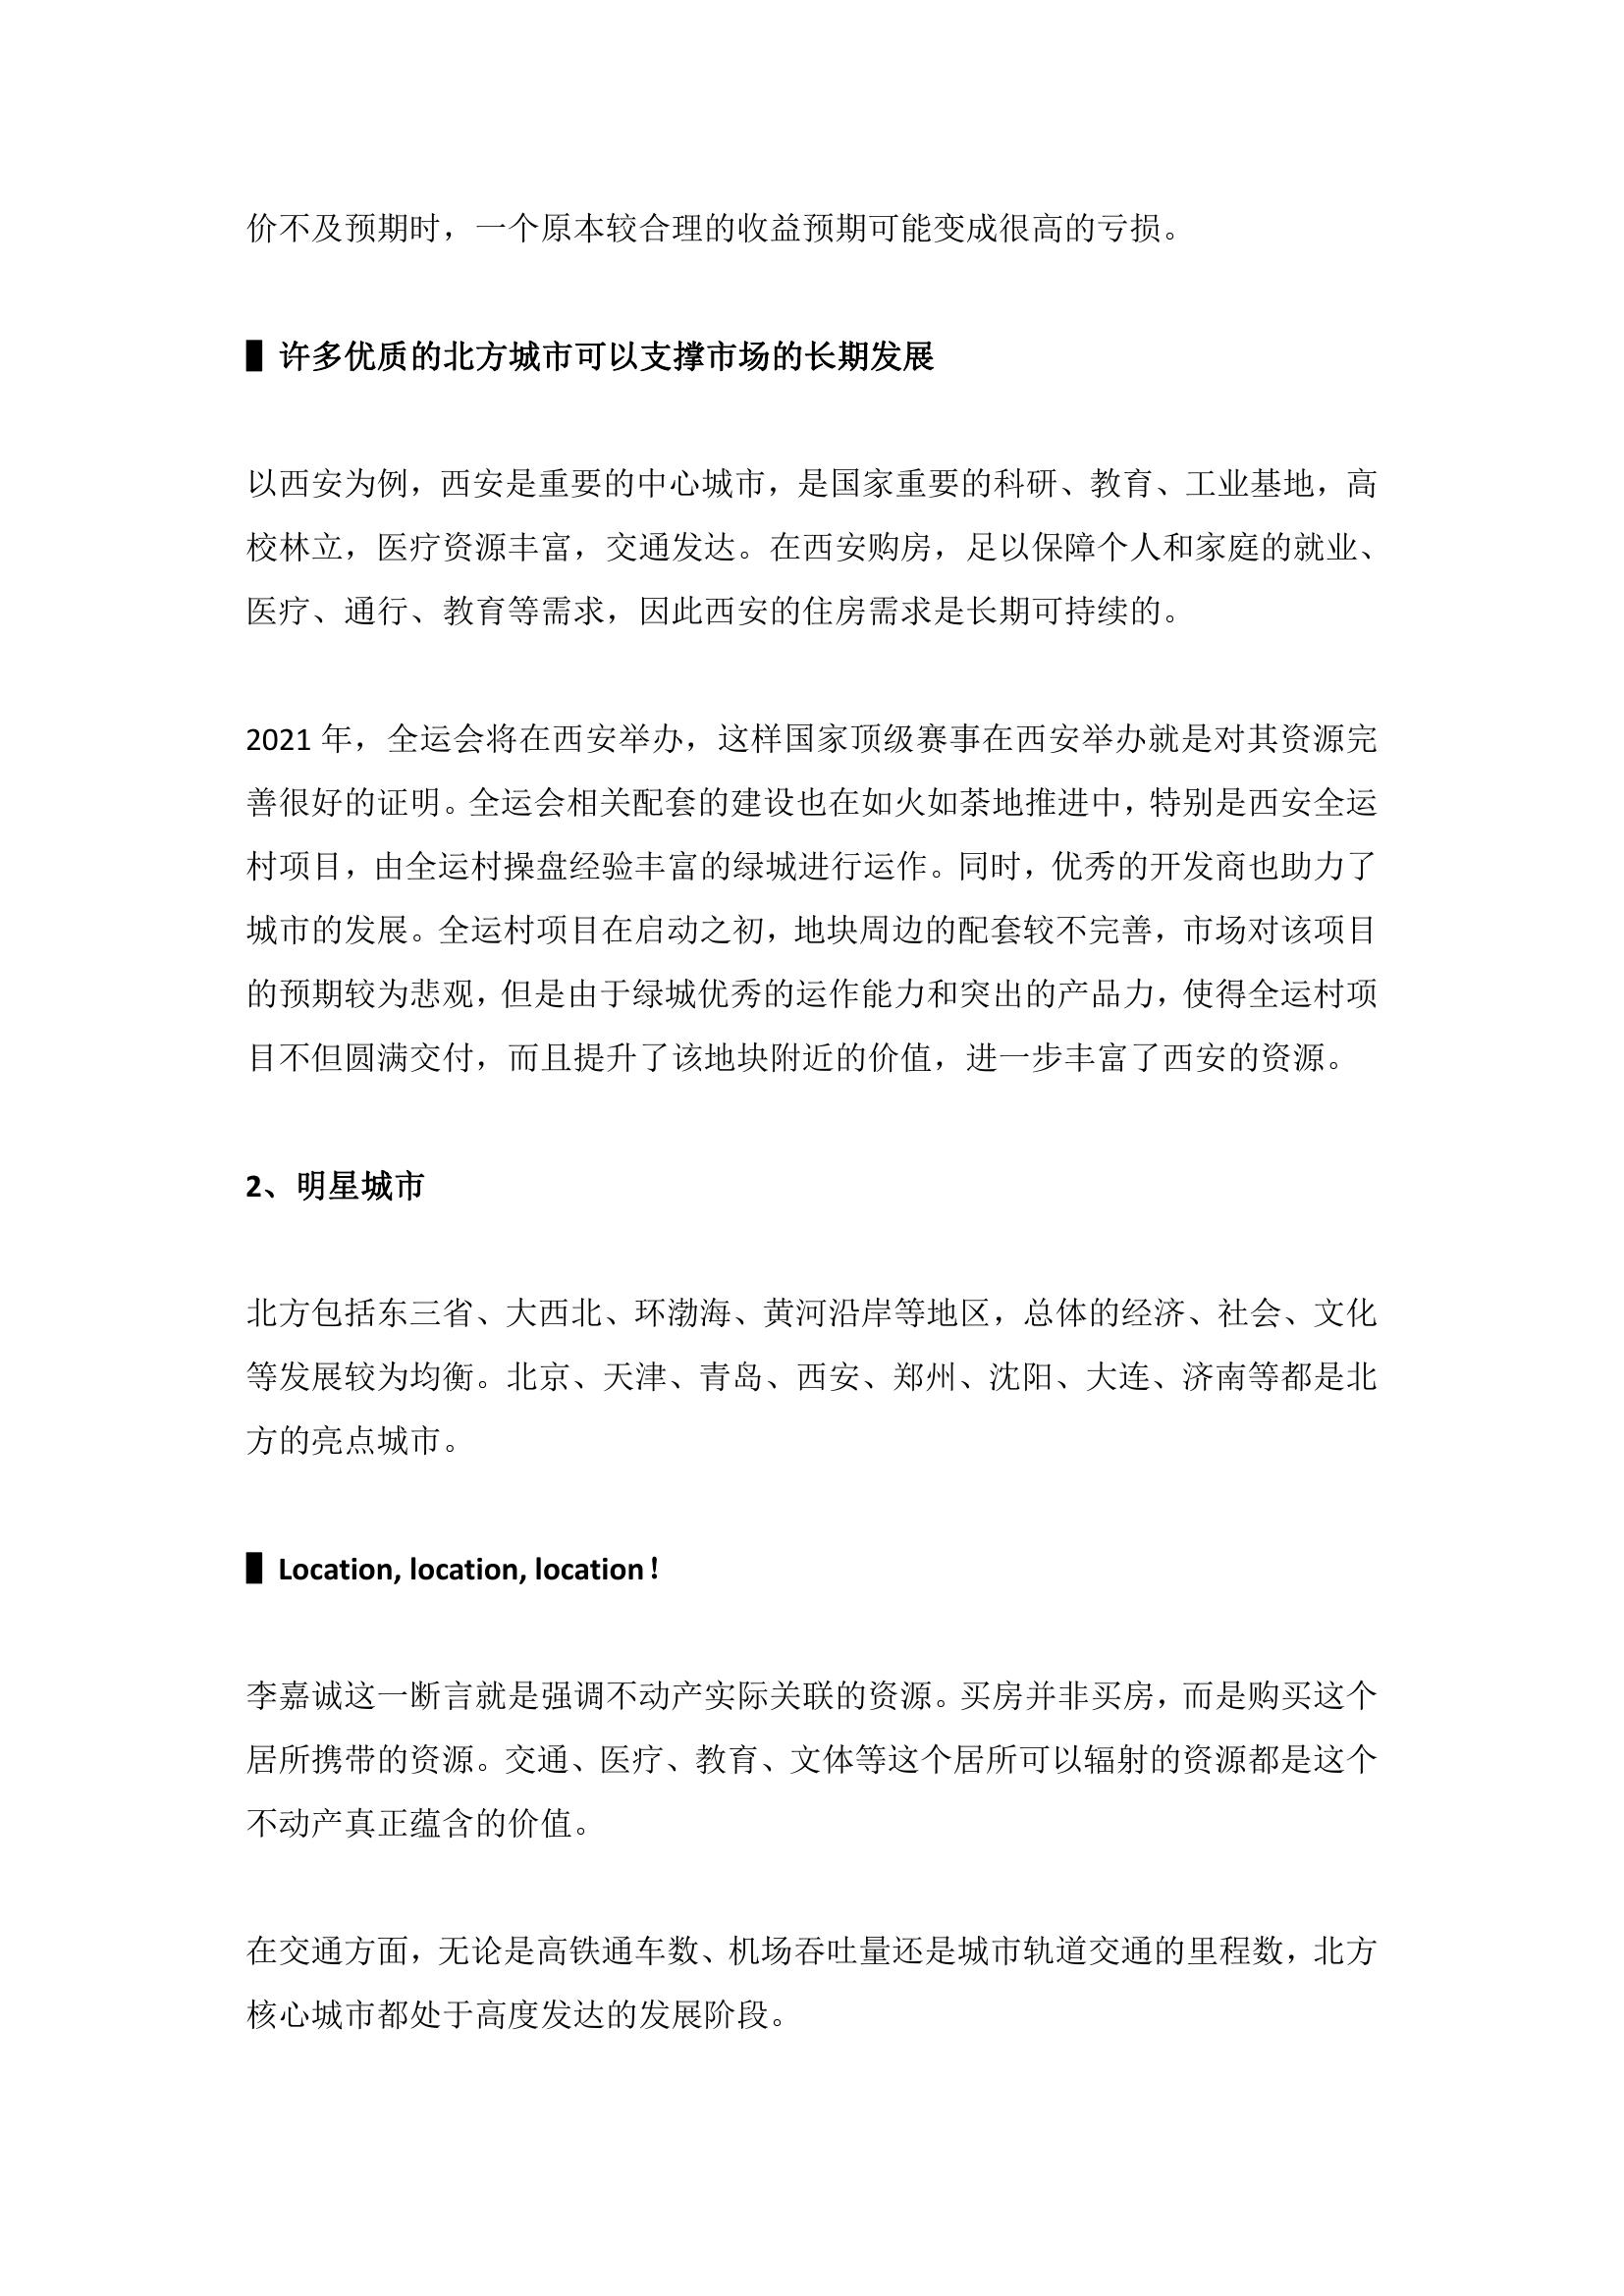 价不及预期时，一个原本较合理的收益预期可能变成很高的亏损。
▊ 许多优质的北方城市可以支撑市场的长期发展
以西安为例，西安是重要的中心城市，是国家重要的科研、教育、工业基地，高
校林立，医疗资源丰富，交通发达。在西安购房，足以保障个人和家庭的就业、
医疗、通行、教育等需求，因此西安的住房需求是长期可持续的。
2021 年，全运会将在西安举办，这样国家顶级赛事在西安举办就是对其资源完
善很好的证明。全运会相关配套的建设也在如火如荼地推进中，特别是西安全运
村项目，由全运村操盘经验丰富的绿城进行运作。同时，优秀的开发商也助力了
城市的发展。全运村项目在启动之初，地块周边的配套较不完善，市场对该项目
的预期较为悲观，但是由于绿城优秀的运作能力和突出的产品力，使得全运村项
目不但圆满交付，而且提升了该地块附近的价值，进一步丰富了西安的资源。
2、明星城市
北方包括东三省、大西北、环渤海、黄河沿岸等地区，总体的经济、社会、文化
等发展较为均衡。北京、天津、青岛、西安、郑州、沈阳、大连、济南等都是北
方的亮点城市。
▊ Location, location, location！
李嘉诚这一断言就是强调不动产实际关联的资源。买房并非买房，而是购买这个
居所携带的资源。交通、医疗、教育、文体等这个居所可以辐射的资源都是这个
不动产真正蕴含的价值。
在交通方面，无论是高铁通车数、机场吞吐量还是城市轨道交通的里程数，北方
核心城市都处于高度发达的发展阶段。